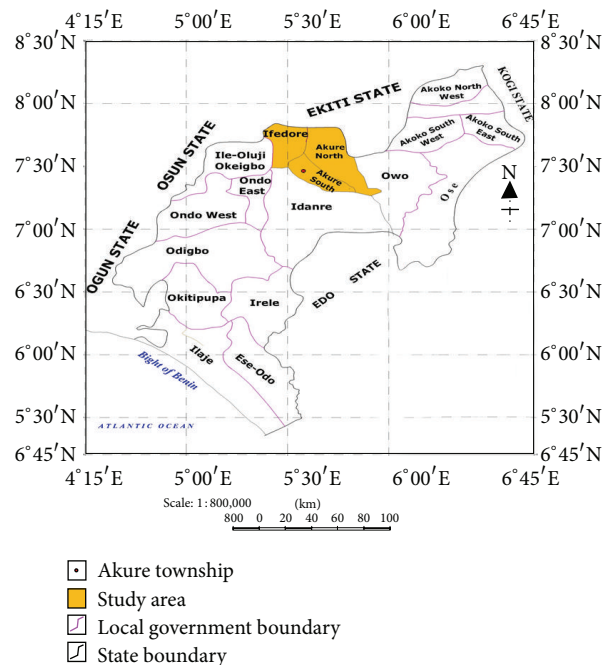 4°15′E 5°00′E 5°30′E 6°00′E 6°45′E
8°30′N 8°30′N
8°00′N 8°00′N
7°30′N 7°30′N
7°00′N 7°00′N
6°30′N 6°30′N
6°00′N 6°00′N
5°30′N 5°30′N
6°45′N 6°45′N
EKITI STATE
KOGI STATE
OSUN STATE
OGUN STATE
EDO STATE
Akoko North
West
Akoko South
West
Akoko South
East
Ifedore
Akure
North
Akure
South
Ile-Oluji
Okeigbo
Ondo
East
Owo
Ose
N
Idanre
Ondo West
Odigbo
Okitipupa
Irele
Ilaje
Ese-Odo
Bight of Benin
ATLANTIC OCEAN
4°15′E 5°00′E 5°30′E 6°00′E 6°45′E
Scale: 1:800,000 (km)
800 0 20 40 60 80 100
Akure township
Study area
Local government boundary
State boundary